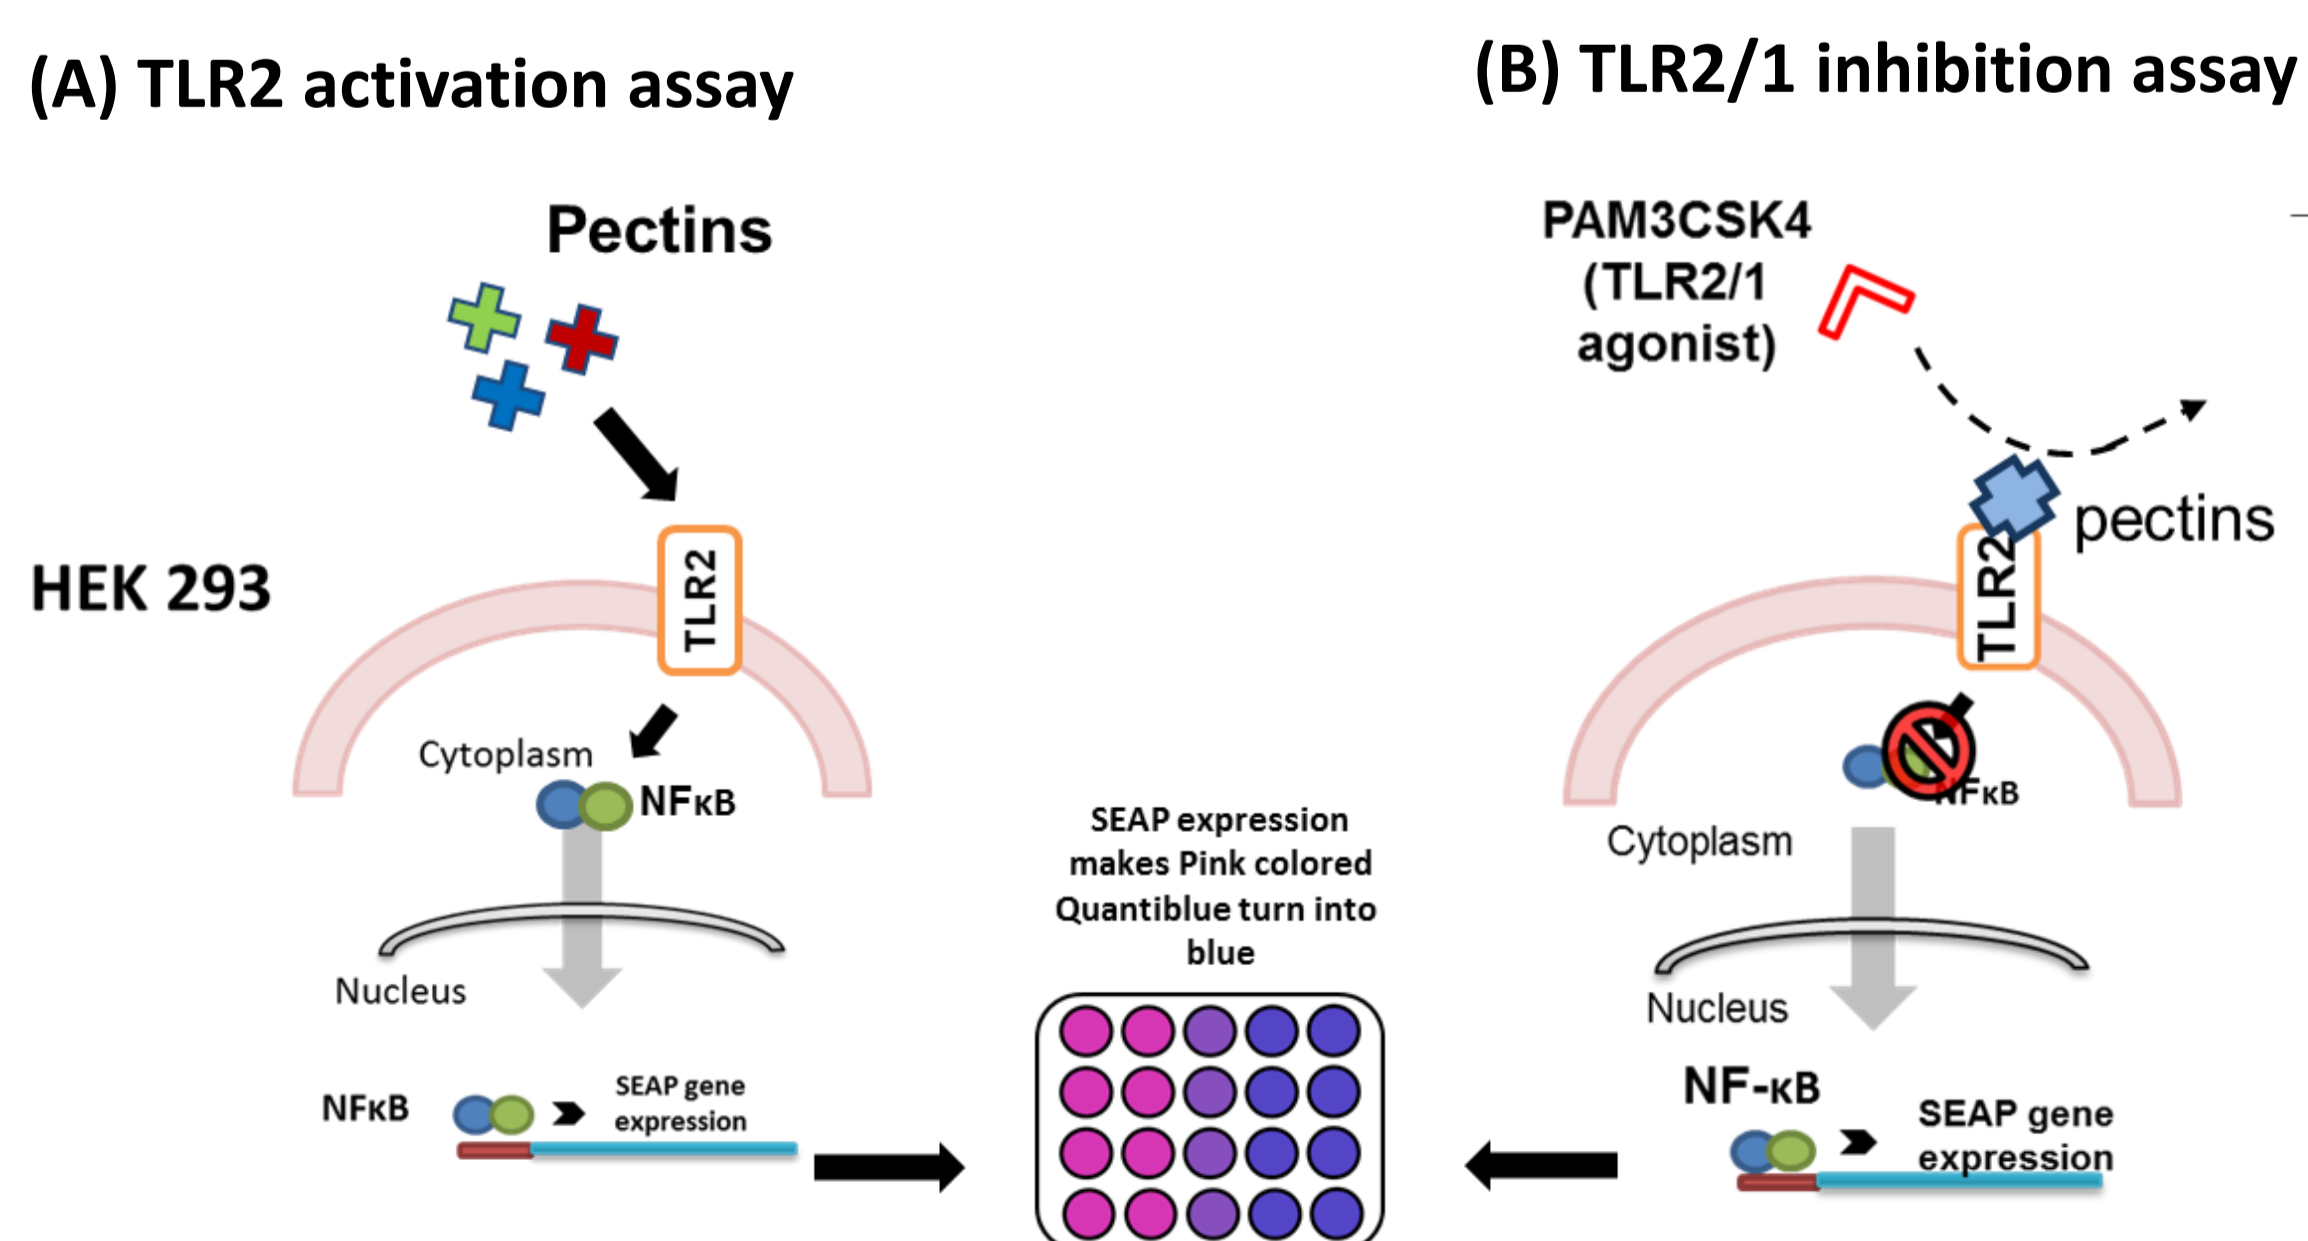 (A) TLR2 activation assay
(B) TLR2/1 inhibition assay
Pectins
HEK 293
TLR2
Cytoplasm
NFκB
Nucleus
NFκB
SEAP gene
expression
SEAP expression
makes Pink colored
Quantiblue turn into
blue
PAM3CSK4
(TLR2/1
agonist)
pectins
TLR2
NFκB
Cytoplasm
Nucleus
NF-κB
SEAP gene
expression